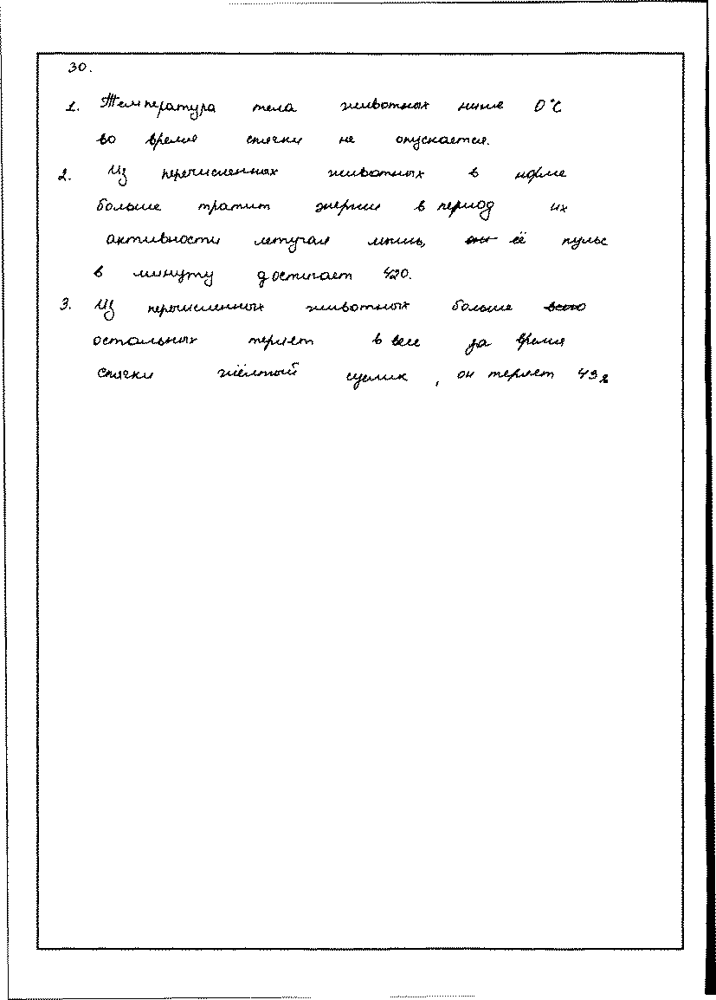 30.
1. Температура тела животных ниже 0°С
во время спячки не опускается.
2. Из перечисленных животных в норме
больше тратит энергии в период их
активности летучая мышь, он её пульс
в минуту достигает 420.
3. Из перечисленных животных больше всего
остальных теряет в весе за время
спячки жёлтый суслик, он теряет 43г